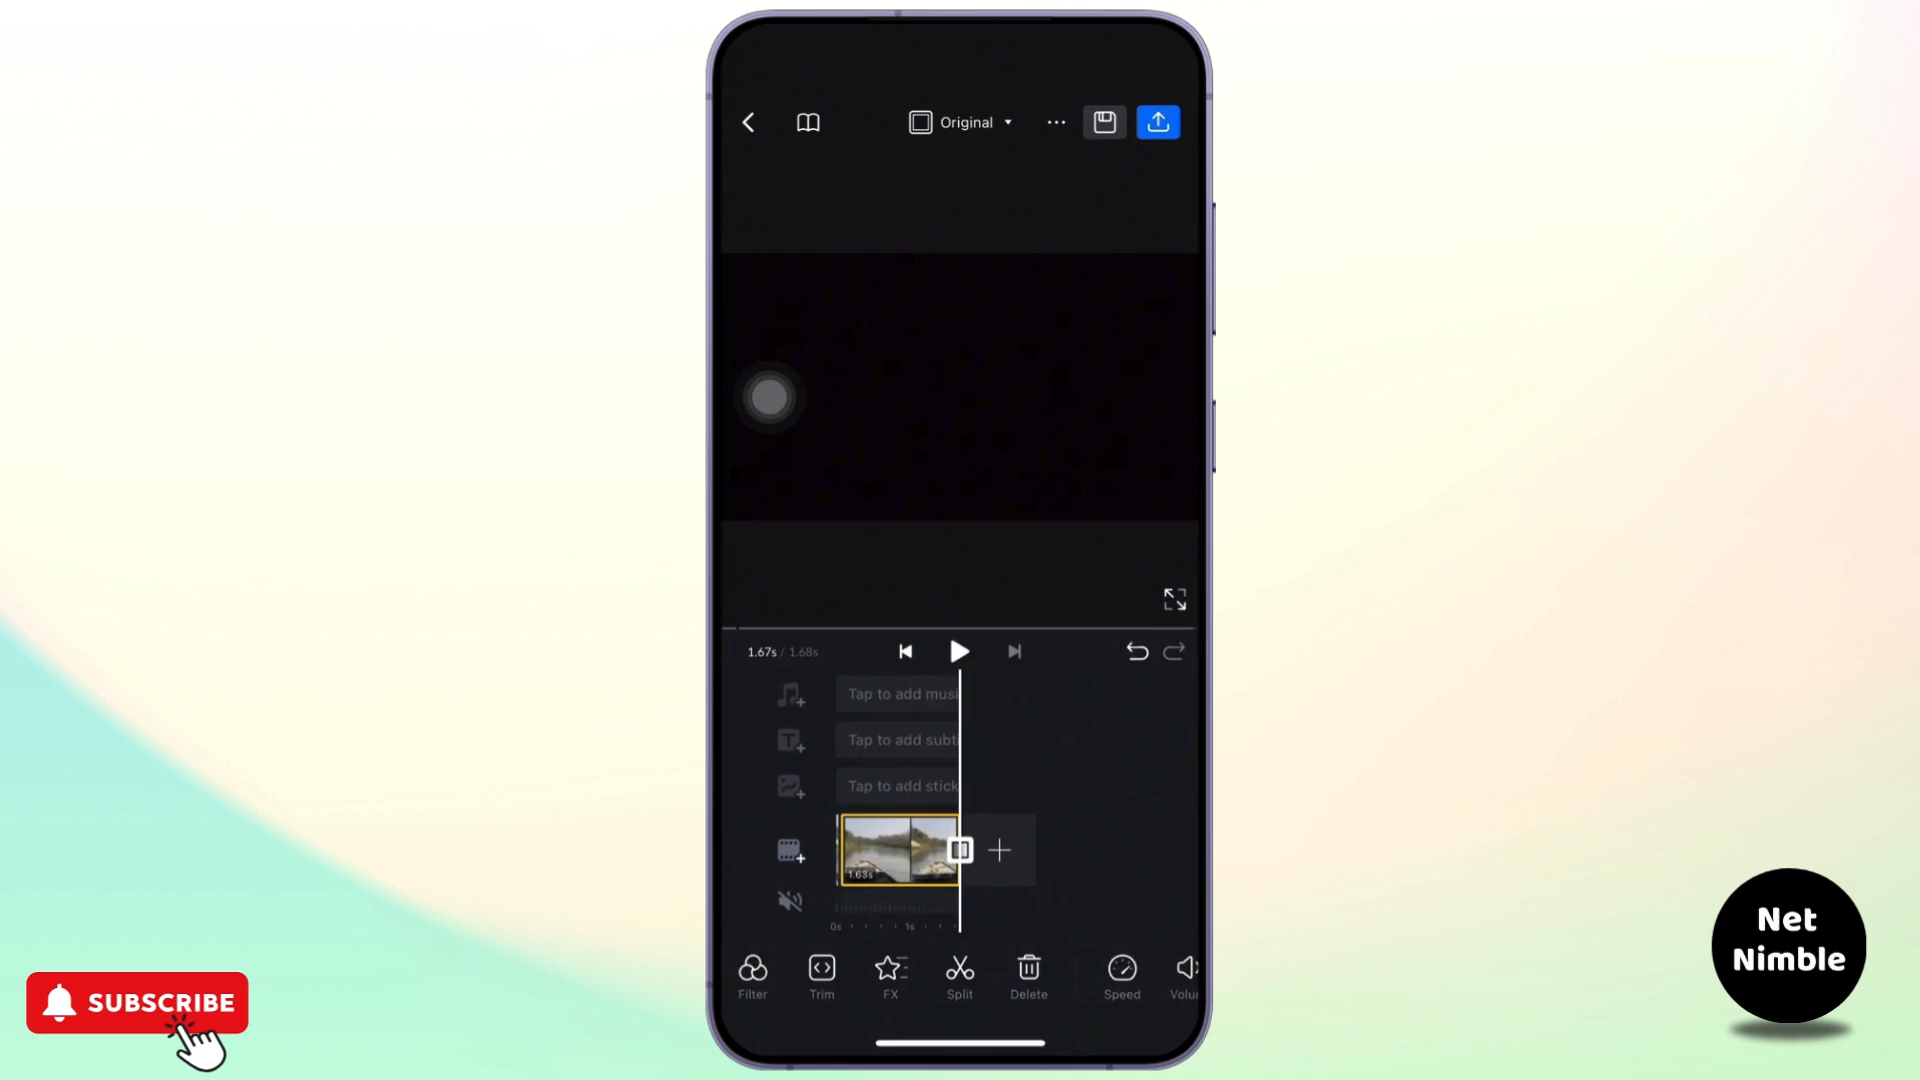 Original
1.67s / 1.68s
Tap to add musi
Tap to add subti
Tap to add stick
1.63s
0s
1s
Filter
Trim
FX
Split
Delete
Speed
Volu
SUBSCRIBE
Net
Nimble